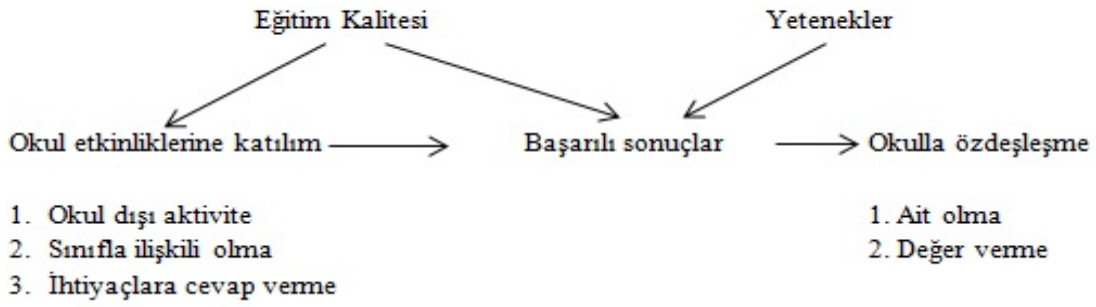 Eğitim Kalitesi Yetenekler
Okul etkinliklerine katılım Başarılı sonuçlar Okulla özdeşleşme
1. Okul dışı aktivite 1. Ait olma
2. Sınıfla ilişkili olma 2. Değer verme
3. İhtiyaçlara cevap verme